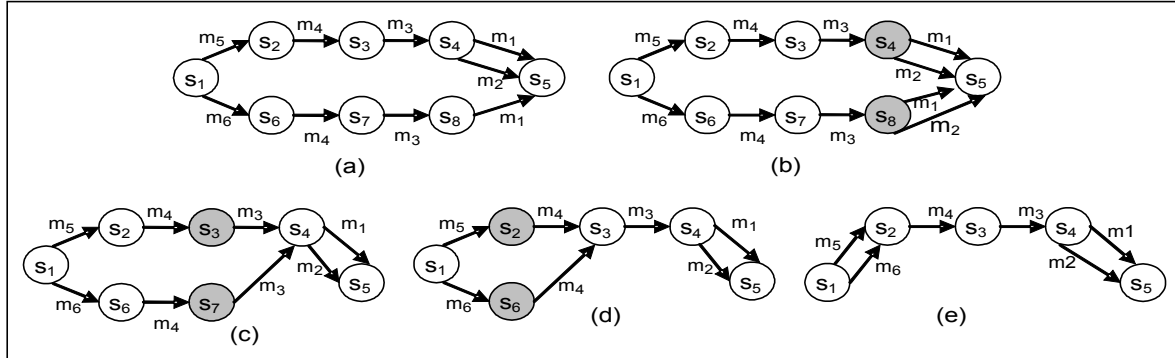 m5 s2 m4 s3 m3 s4 m1
s1 m2 s5
m6 s6 m4 s7 m3 s8 m1
(a)
m5 s2 m4 s3 m3 s4 m1
s1 m2 s5
m6 s6 m4 s7 m3 s8 m1 m2
(b)
m5 s2 m4 s3 m3 s4 m1
s1 m2 s5
m6 s6 m4 s7 m3
(c)
m5 s2 m4 s3 m3 s4 m1
s1 m2 s5
m6 s6 m4
(d)
m5 s2 m4 s3 m3 s4 m1
s1 m6 m2 s5
(e)